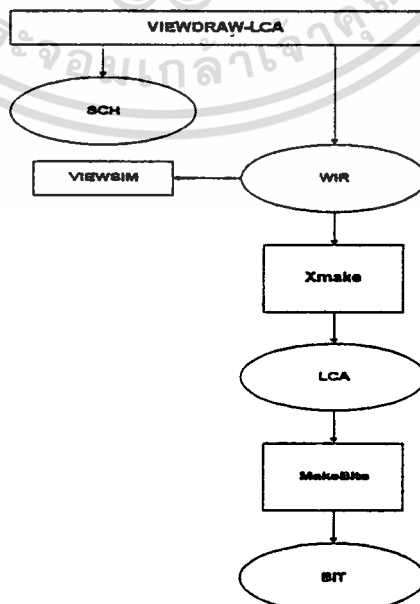 VIEWDRAW-LCA
SCH
VIEWSIM
WIR
Xmake
LCA
MakeBits
BIT